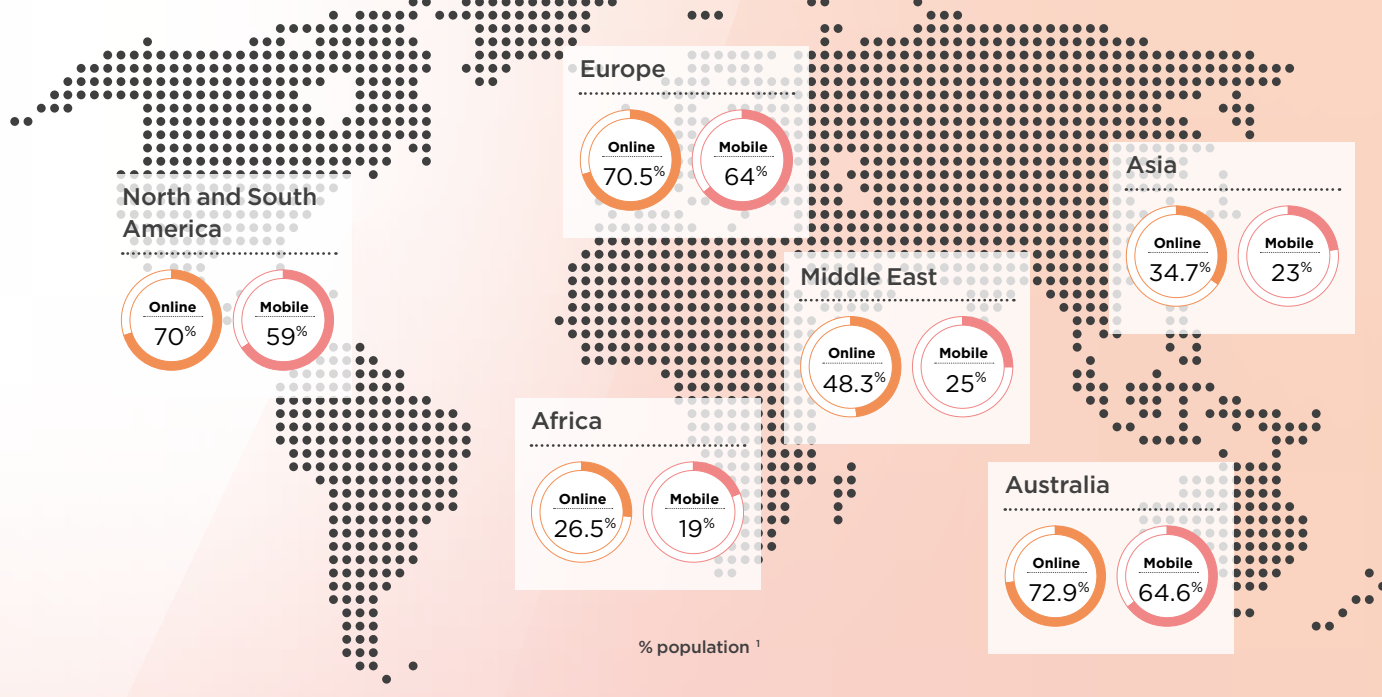 Europe
Online
70.5%
Mobile
64%
Asia
Online
34.7%
Mobile
23%
North and South
America
Online
70%
Mobile
59%
Middle East
Online
48.3%
Mobile
25%
Africa
Online
26.5%
Mobile
19%
Australia
Online
72.9%
Mobile
64.6%
% population 1